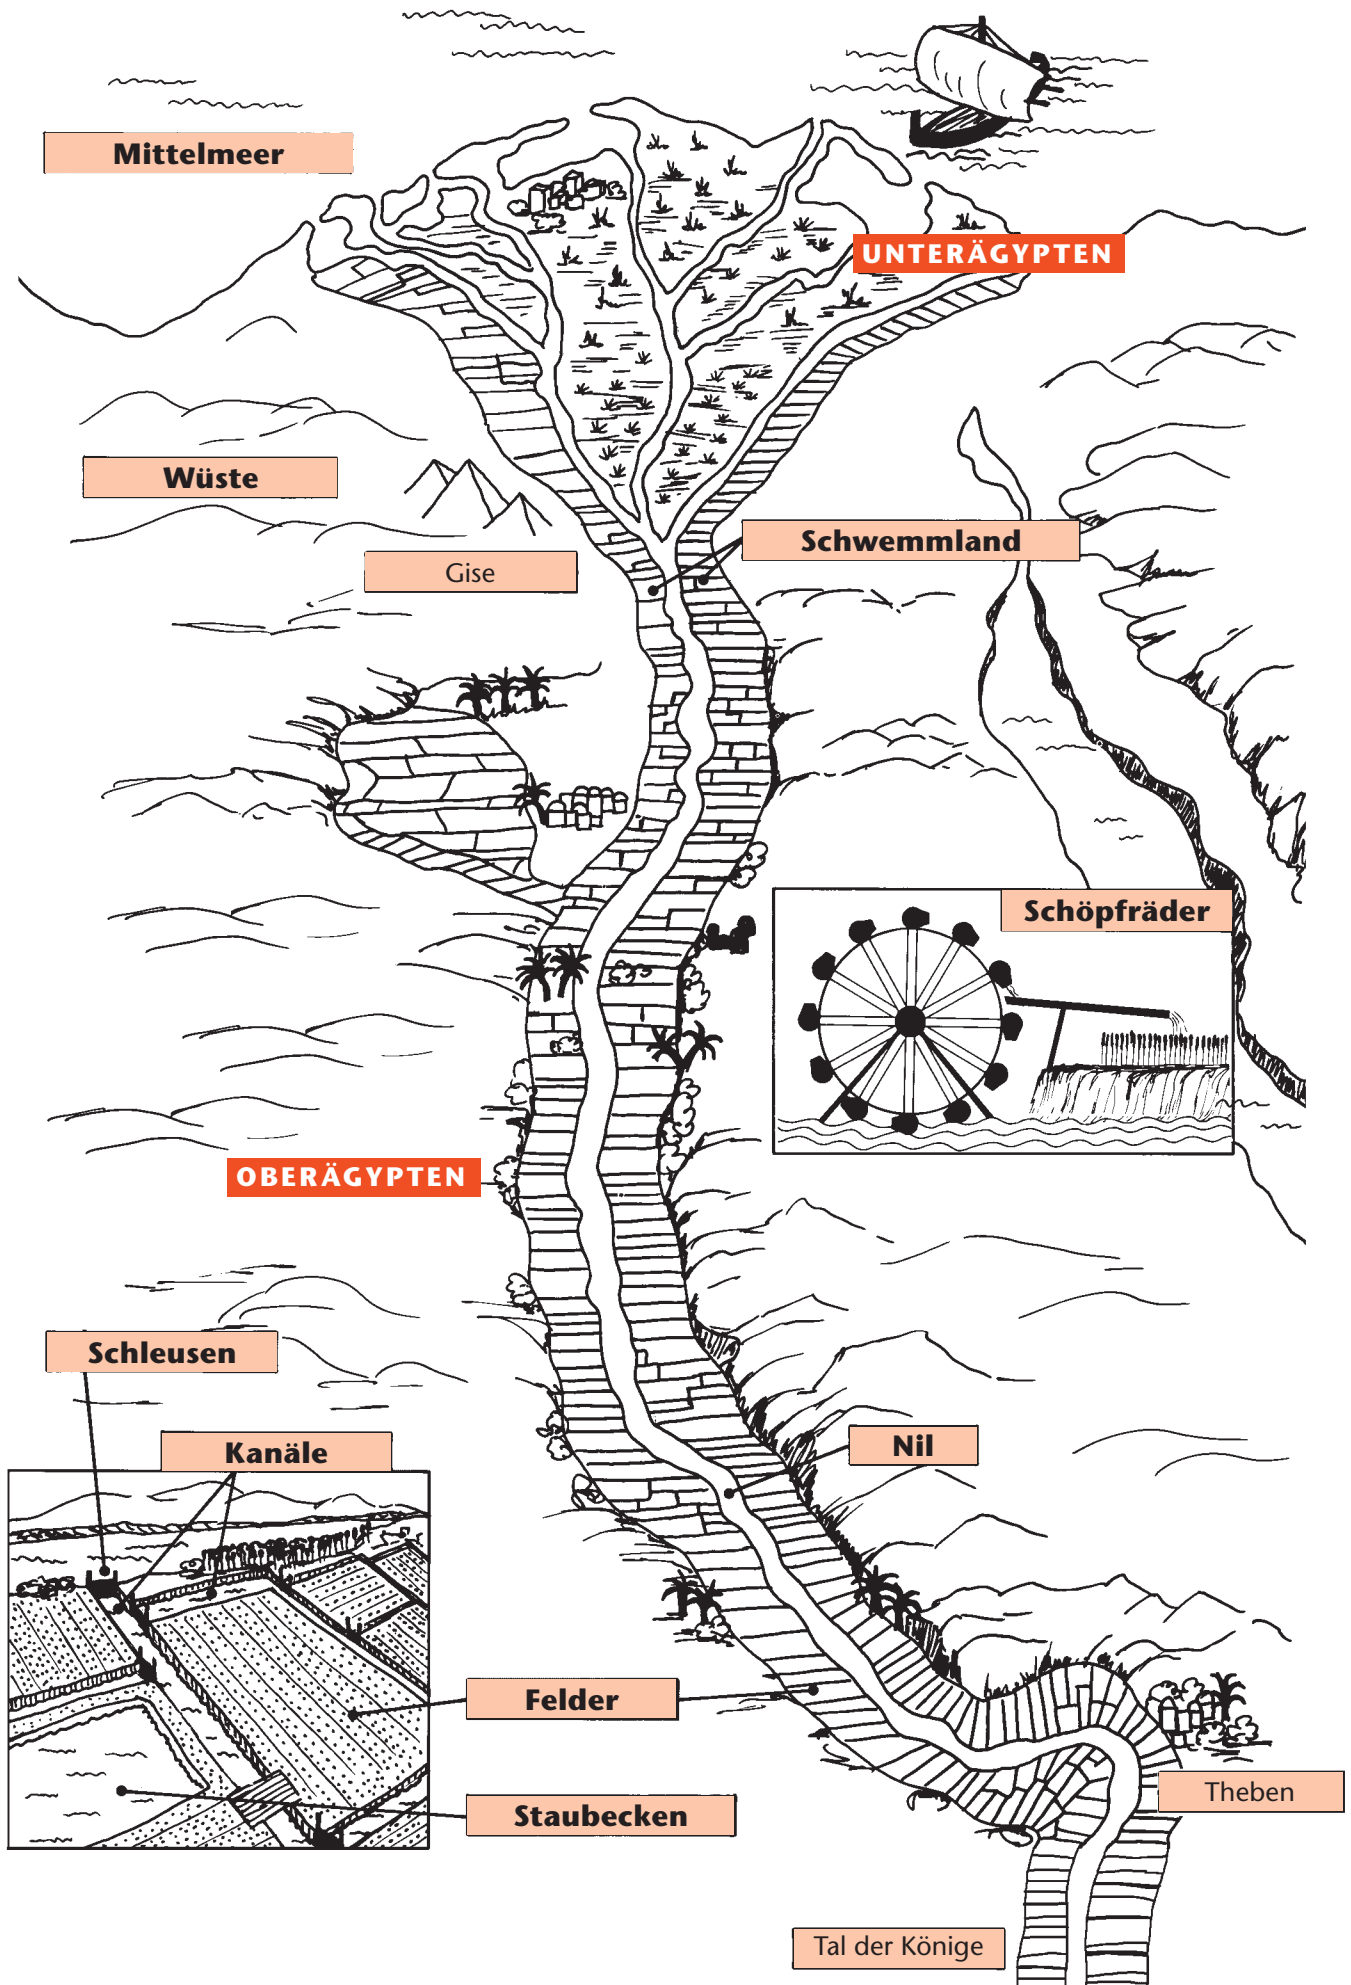 Mittelmeer
UNTERÄGYPTEN
Wüste
Schwemmland
Gise
Schöpfräder
OBERÄGYPTEN
Schleusen
Kanäle
Nil
Felder
Theben
Staubecken
Tal der Könige